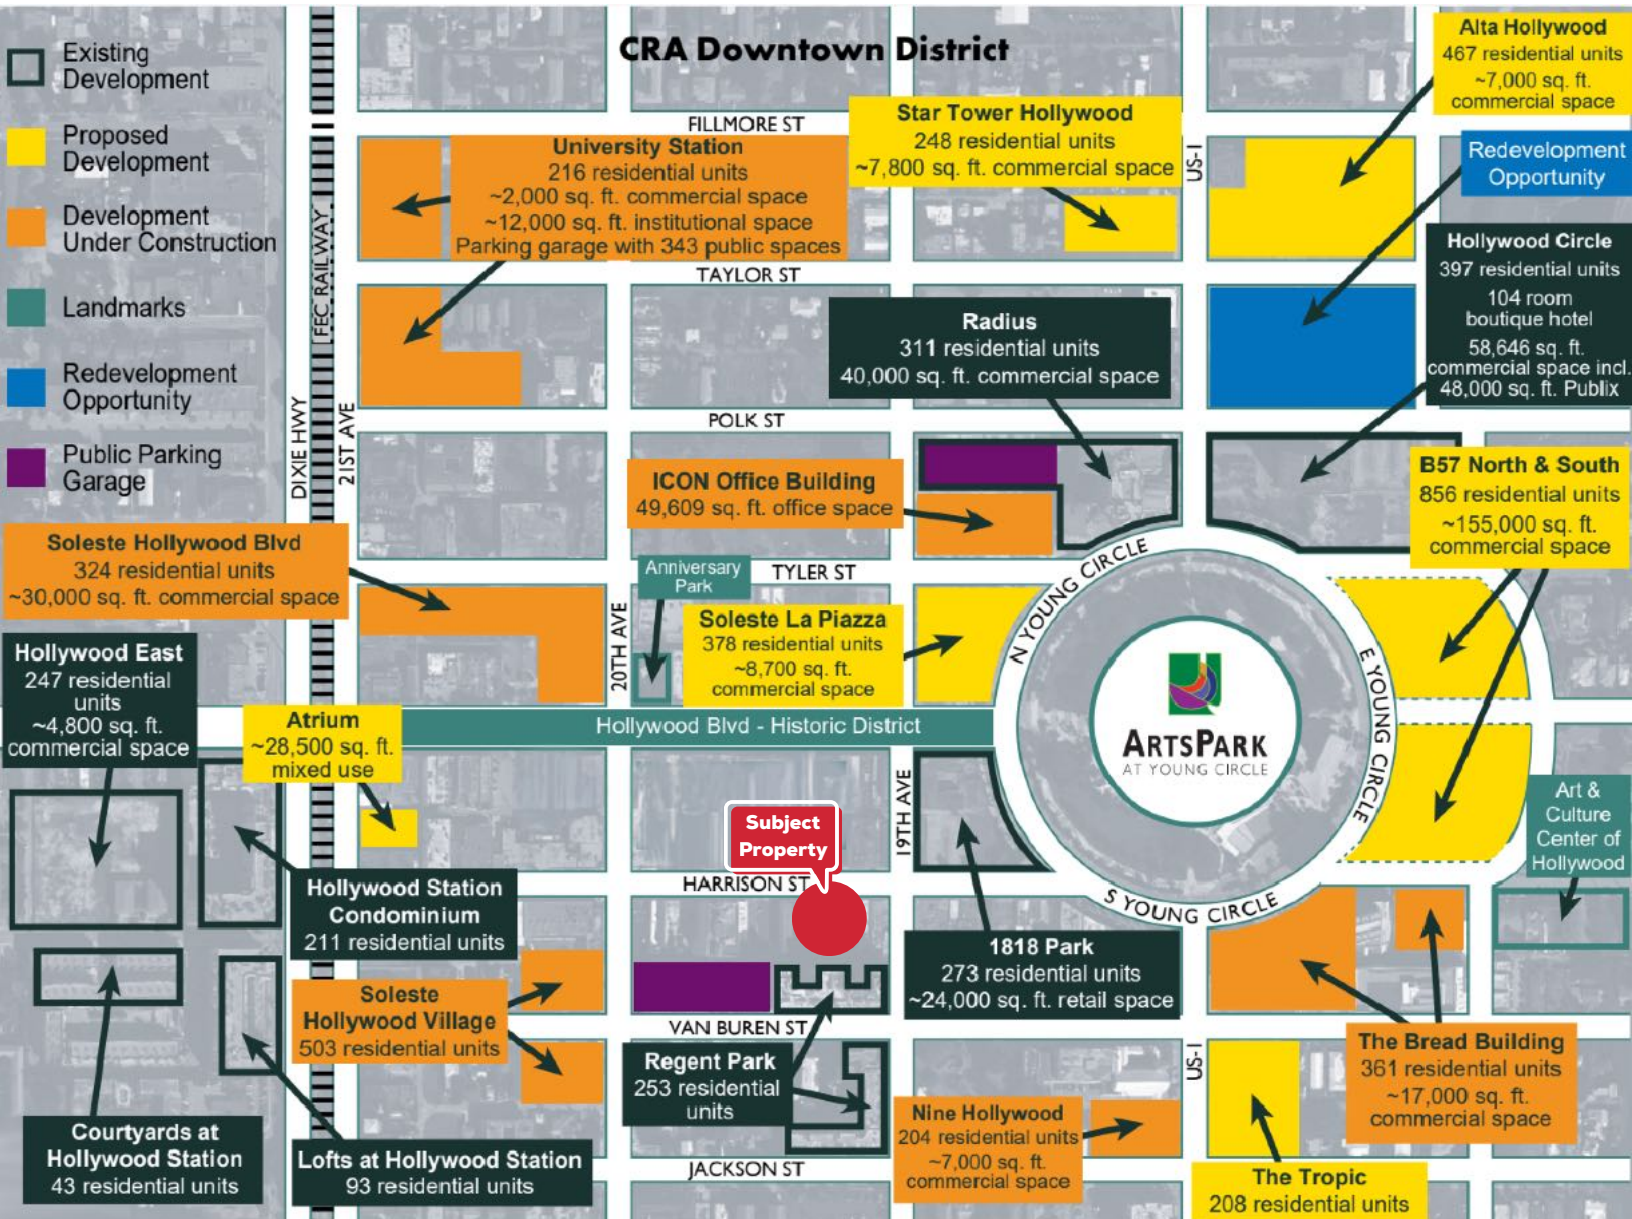 CRA Downtown District
Existing
Development
Proposed
Development
Development
Under Construction
Landmarks
Redevelopment
Opportunity
Public Parking
Garage
DIXIE HWY
FEC RAILWAY
21ST AVE
FILLMORE ST
University Station
216 residential units
~2,000 sq. ft. commercial space
~12,000 sq. ft. institutional space
Parking garage with 343 public spaces
Star Tower Hollywood
248 residential units
~7,800 sq. ft. commercial space
US-1
Alta Hollywood
467 residential units
~7,000 sq. ft.
commercial space
Redevelopment
Opportunity
TAYLOR ST
Hollywood Circle
397 residential units
104 room
boutique hotel
58,646 sq. ft.
commercial space incl.
48,000 sq. ft. Publix
Radius
311 residential units
40,000 sq. ft. commercial space
POLK ST
ICON Office Building
49,609 sq. ft. office space
B57 North & South
856 residential units
~155,000 sq. ft.
commercial space
Soleste Hollywood Blvd
324 residential units
~30,000 sq. ft. commercial space
Anniversary
Park
TYLER ST
20TH AVE
Soleste La Piazza
378 residential units
~8,700 sq. ft.
commercial space
N YOUNG CIRCLE
E YOUNG CIRCLE
ARTSPARK
AT YOUNG CIRCLE
Hollywood East
247 residential
units
~4,800 sq. ft.
commercial space
Atrium
~28,500 sq. ft.
mixed use
Hollywood Blvd - Historic District
19TH AVE
Subject
Property
HARRISON ST
S YOUNG CIRCLE
Art &
Culture
Center of
Hollywood
Hollywood Station
Condominium
211 residential units
1818 Park
273 residential units
~24,000 sq. ft. retail space
Soleste
Hollywood Village
503 residential units
VAN BUREN ST
Regent Park
253 residential
units
US-1
The Bread Building
361 residential units
~17,000 sq. ft.
commercial space
Nine Hollywood
204 residential units
~7,000 sq. ft.
commercial space
Courtyards at
Hollywood Station
43 residential units
Lofts at Hollywood Station
93 residential units
JACKSON ST
The Tropic
208 residential units